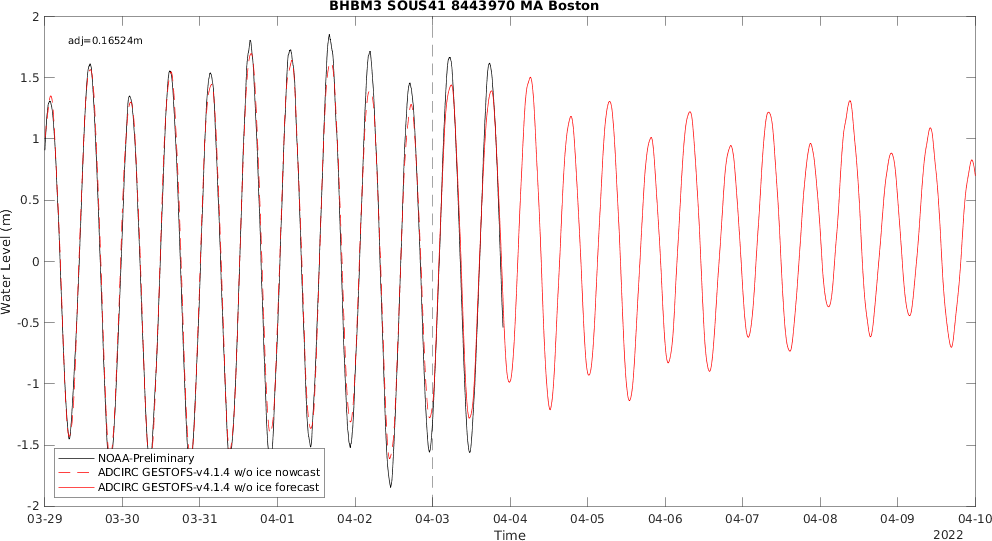 BHBM3 SOUS41 8443970 MA Boston
adj=0.16524m
Water Level (m)
2
1.5
1
0.5
0
-0.5
-1
-1.5
-2
NOAA-Preliminary
ADCIRC GESTOFS-v4.1.4 w/o ice nowcast
ADCIRC GESTOFS-v4.1.4 w/o ice forecast
03-29 03-30 03-31 04-01 04-02 04-03 04-04 04-05 04-06 04-07 04-08 04-09 04-10
Time
2022